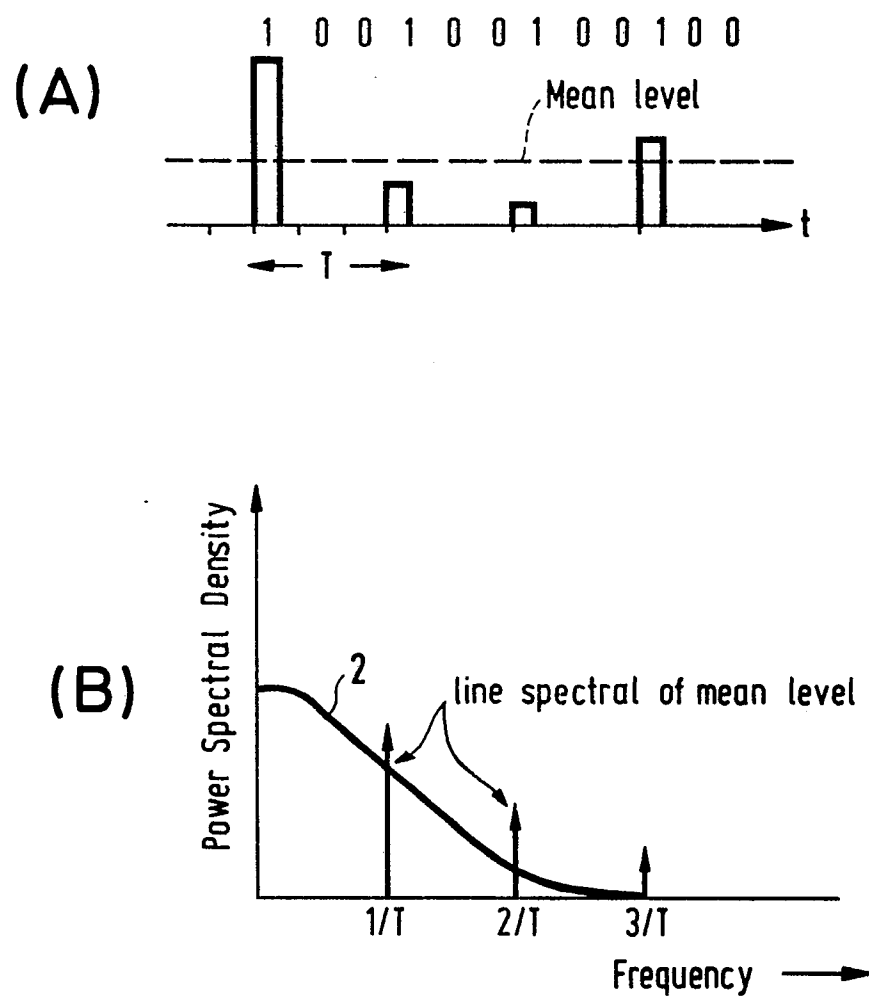 1 0 0 1 0 0 1 0 0 1 0 0
(A)
Mean level
t
T
Power Spectral Density
(B)
2
line spectral of mean level
1/T 2/T 3/T
Frequency